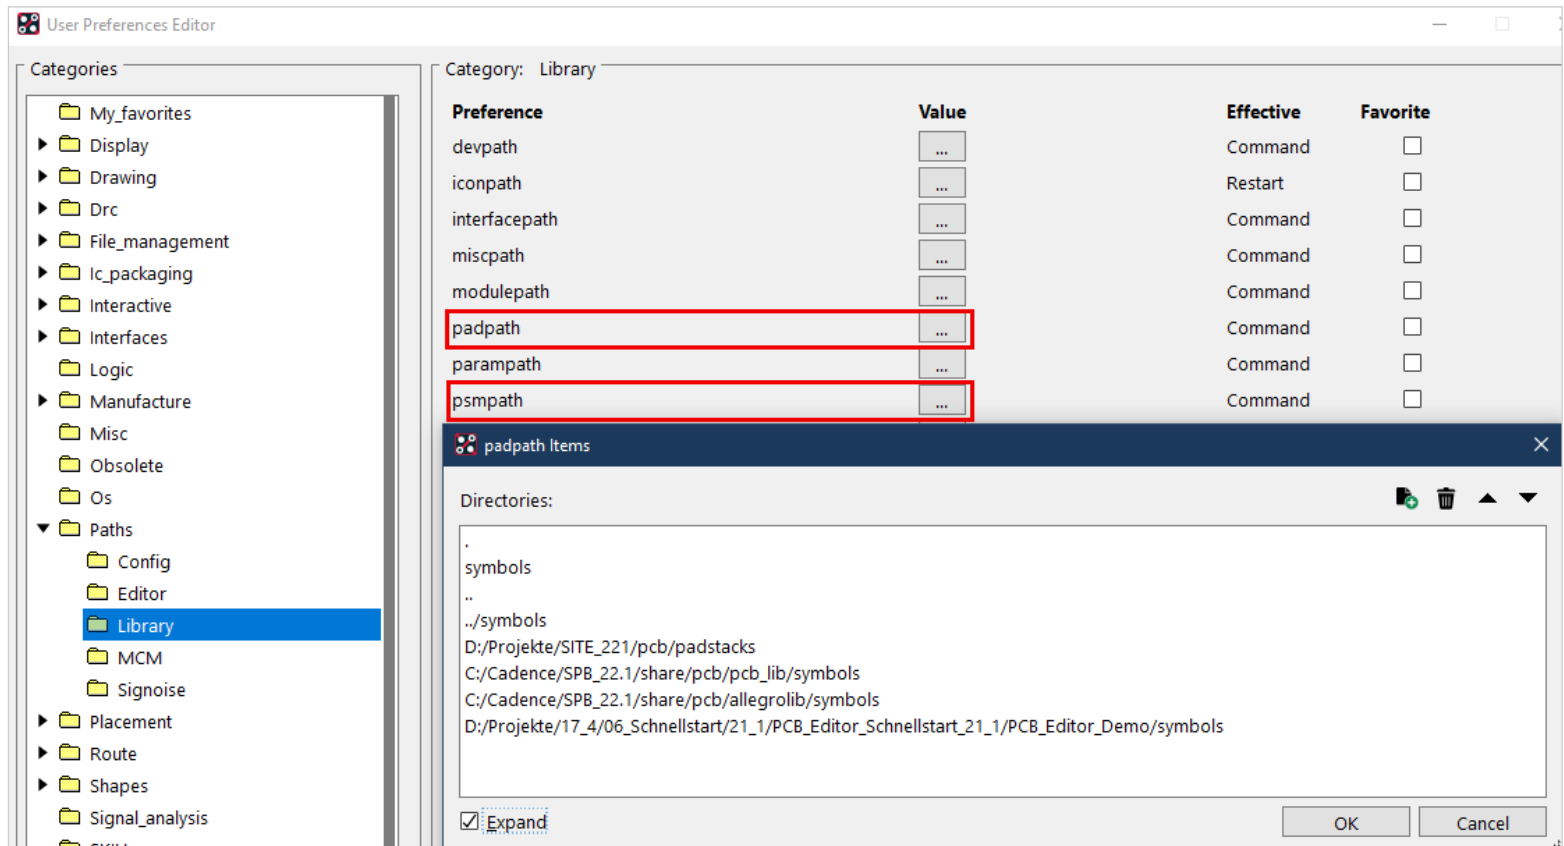 User Preferences Editor
Categories
My_favorites
Display
Drawing
Drc
File_management
Ic_packaging
Interactive
Interfaces
Logic
Manufacture
Misc
Obsolete
Os
Paths
Config
Editor
Library
MCM
Signoise
Placement
Route
Shapes
Signal_analysis
Category: Library
Preference Value Effective Favorite
devpath ... Command
iconpath ... Restart
interfacepath ... Command
miscpath ... Command
modulepath ... Command
padpath ... Command
parampath ... Command
psmpath ... Command
padpath Items
Directories:
.
symbols
..
../symbols
D:/Projekte/SITE_221/pcb/padstacks
C:/Cadence/SPB_22.1/share/pcb/pcb_lib/symbols
C:/Cadence/SPB_22.1/share/pcb/allegrolib/symbols
D:/Projekte/17_4/06_Schnellstart/21_1/PCB_Editor_Schnellstart_21_1/PCB_Editor_Demo/symbols
Expand
OK Cancel